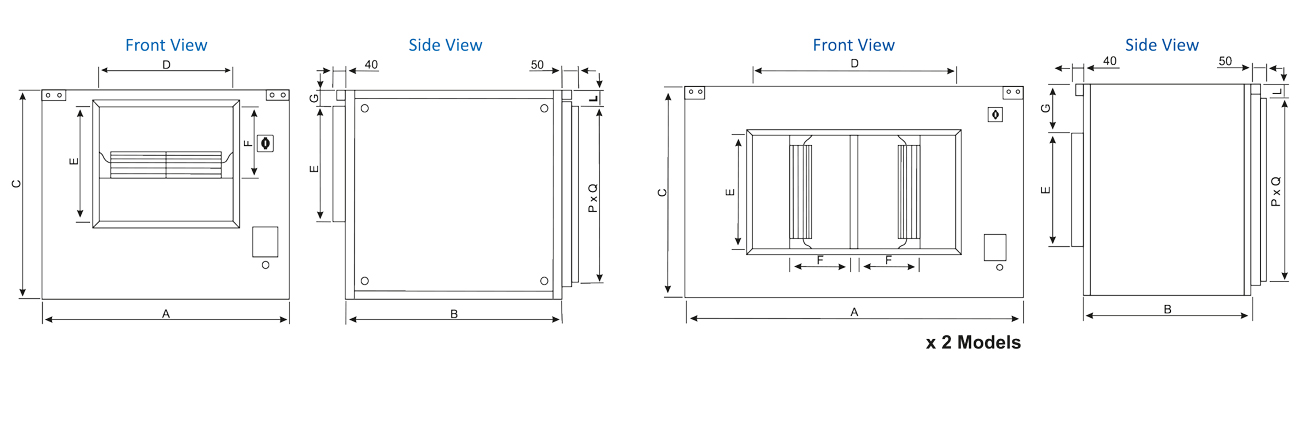 Front View
Side View
Front View
Side View
D
40
50
D
40
50
G
L
F
E
E
C
P x Q
A
B
G
L
E
E
C
P x Q
F
F
A
B
x 2 Models